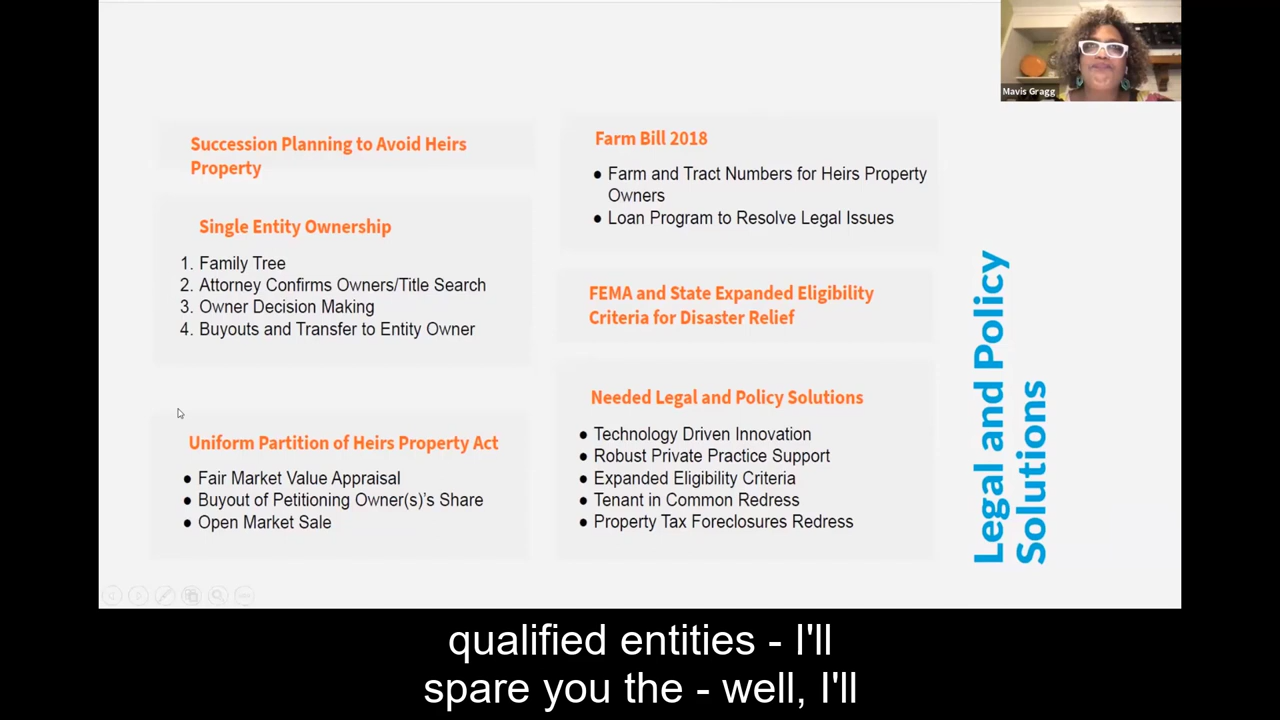 Mavis Gragg
Succession Planning to Avoid Heirs
Property
Single Entity Ownership
1. Family Tree
2. Attorney Confirms Owners/Title Search
3. Owner Decision Making
4. Buyouts and Transfer to Entity Owner
Uniform Partition of Heirs Property Act
● Fair Market Value Appraisal
● Buyout of Petitioning Owner(s)'s Share
● Open Market Sale
Farm Bill 2018
● Farm and Tract Numbers for Heirs Property
Owners
● Loan Program to Resolve Legal Issues
FEMA and State Expanded Eligibility
Criteria for Disaster Relief
Needed Legal and Policy Solutions
● Technology Driven Innovation
● Robust Private Practice Support
● Expanded Eligibility Criteria
● Tenant in Common Redress
● Property Tax Foreclosures Redress
Legal and Policy
Solutions
qualified entities - I'll
spare you the - well, I'll